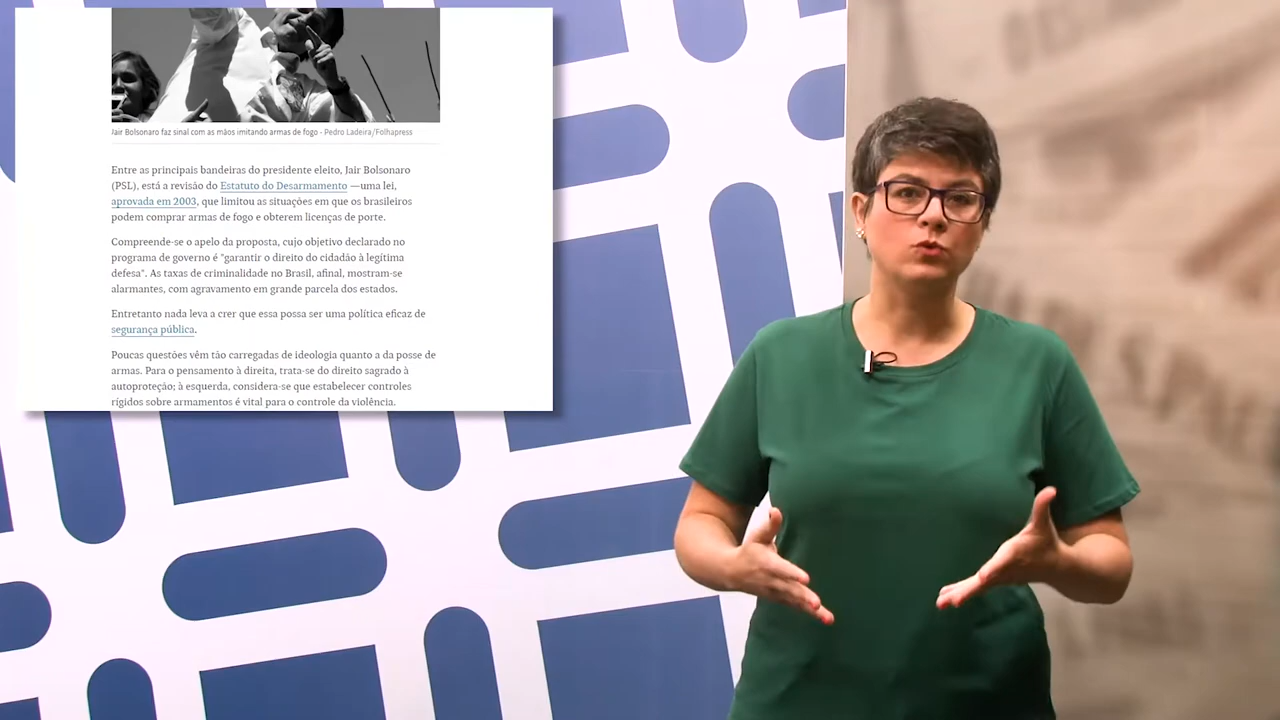 Jair Bolsonaro faz sinal com as mãos imitando armas de fogo - Pedro Ladeira/Folhapress
Entre as principais bandeiras do presidente eleito, Jair Bolsonaro
(PSL), está a revisão do Estatuto do Desarmamento —uma lei,
aprovada em 2003, que limitou as situações em que os brasileiros
podem comprar armas de fogo e obterem licenças de porte.
Compreende-se o apelo da proposta, cujo objetivo declarado no
programa de governo é "garantir o direito do cidadão à legítima
defesa". As taxas de criminalidade no Brasil, afinal, mostram-se
alarmantes, com agravamento em grande parcela dos estados.
Entretanto nada leva a crer que essa possa ser uma política eficaz de
segurança pública.
Poucas questões vêm tão carregadas de ideologia quanto a da posse de
armas. Para o pensamento à direita, trata-se do direito sagrado à
autoproteção; à esquerda, considera-se que estabelecer controles
rígidos sobre armamentos é vital para o controle da violência.